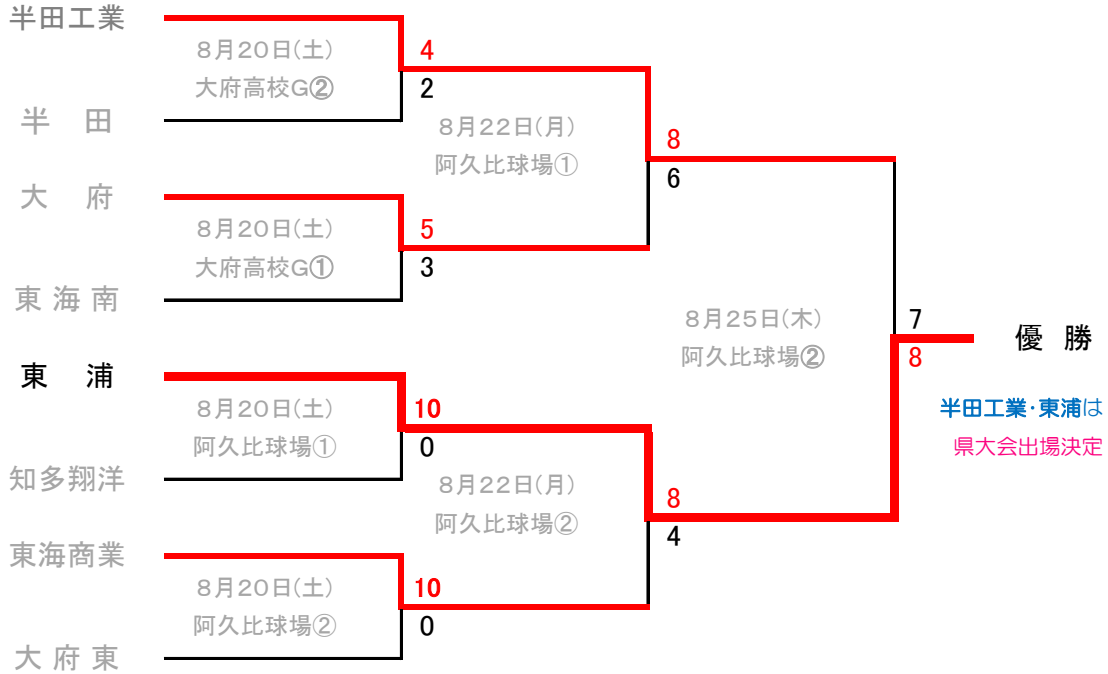 半田工業
8月20日(土)
大府高校G②
4
2
半 田
8月22日(月)
阿久比球場①
8
6
大 府
8月20日(土)
大府高校G①
5
3
東海南
8月25日(木)
阿久比球場②
7
8
優 勝
東 浦
8月20日(土)
阿久比球場①
10
0
半田工業・東浦は
県大会出場決定
知多翔洋
8月22日(月)
阿久比球場②
8
4
東海商業
8月20日(土)
阿久比球場②
10
0
大府東